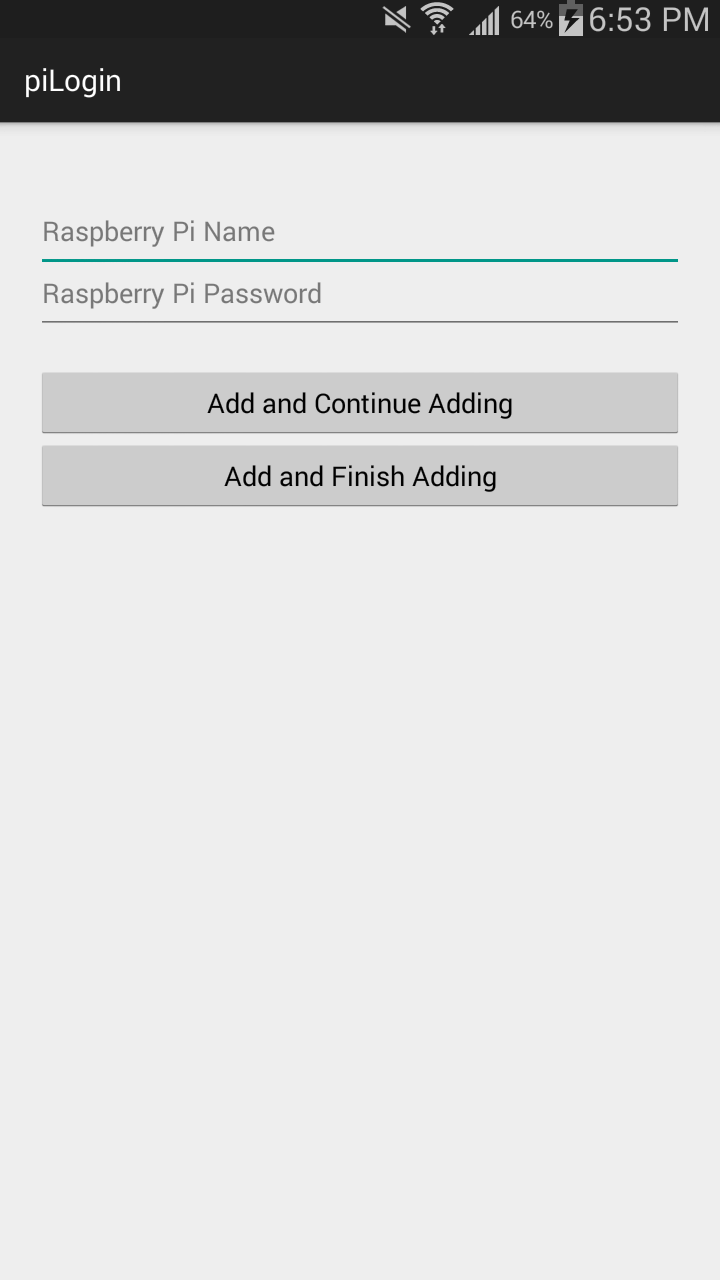 64% 6:53 PM
piLogin
Raspberry Pi Name
Raspberry Pi Password
Add and Continue Adding
Add and Finish Adding